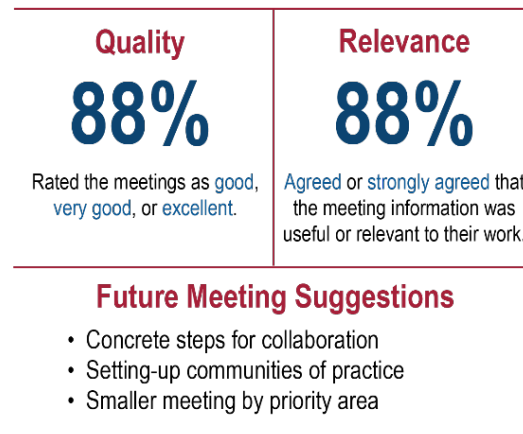 Quality
88%
Rated the meetings as good,
very good, or excellent.
Relevance
88%
Agreed or strongly agreed that
the meeting information was
useful or relevant to their work.
Future Meeting Suggestions
• Concrete steps for collaboration
• Setting-up communities of practice
• Smaller meeting by priority area